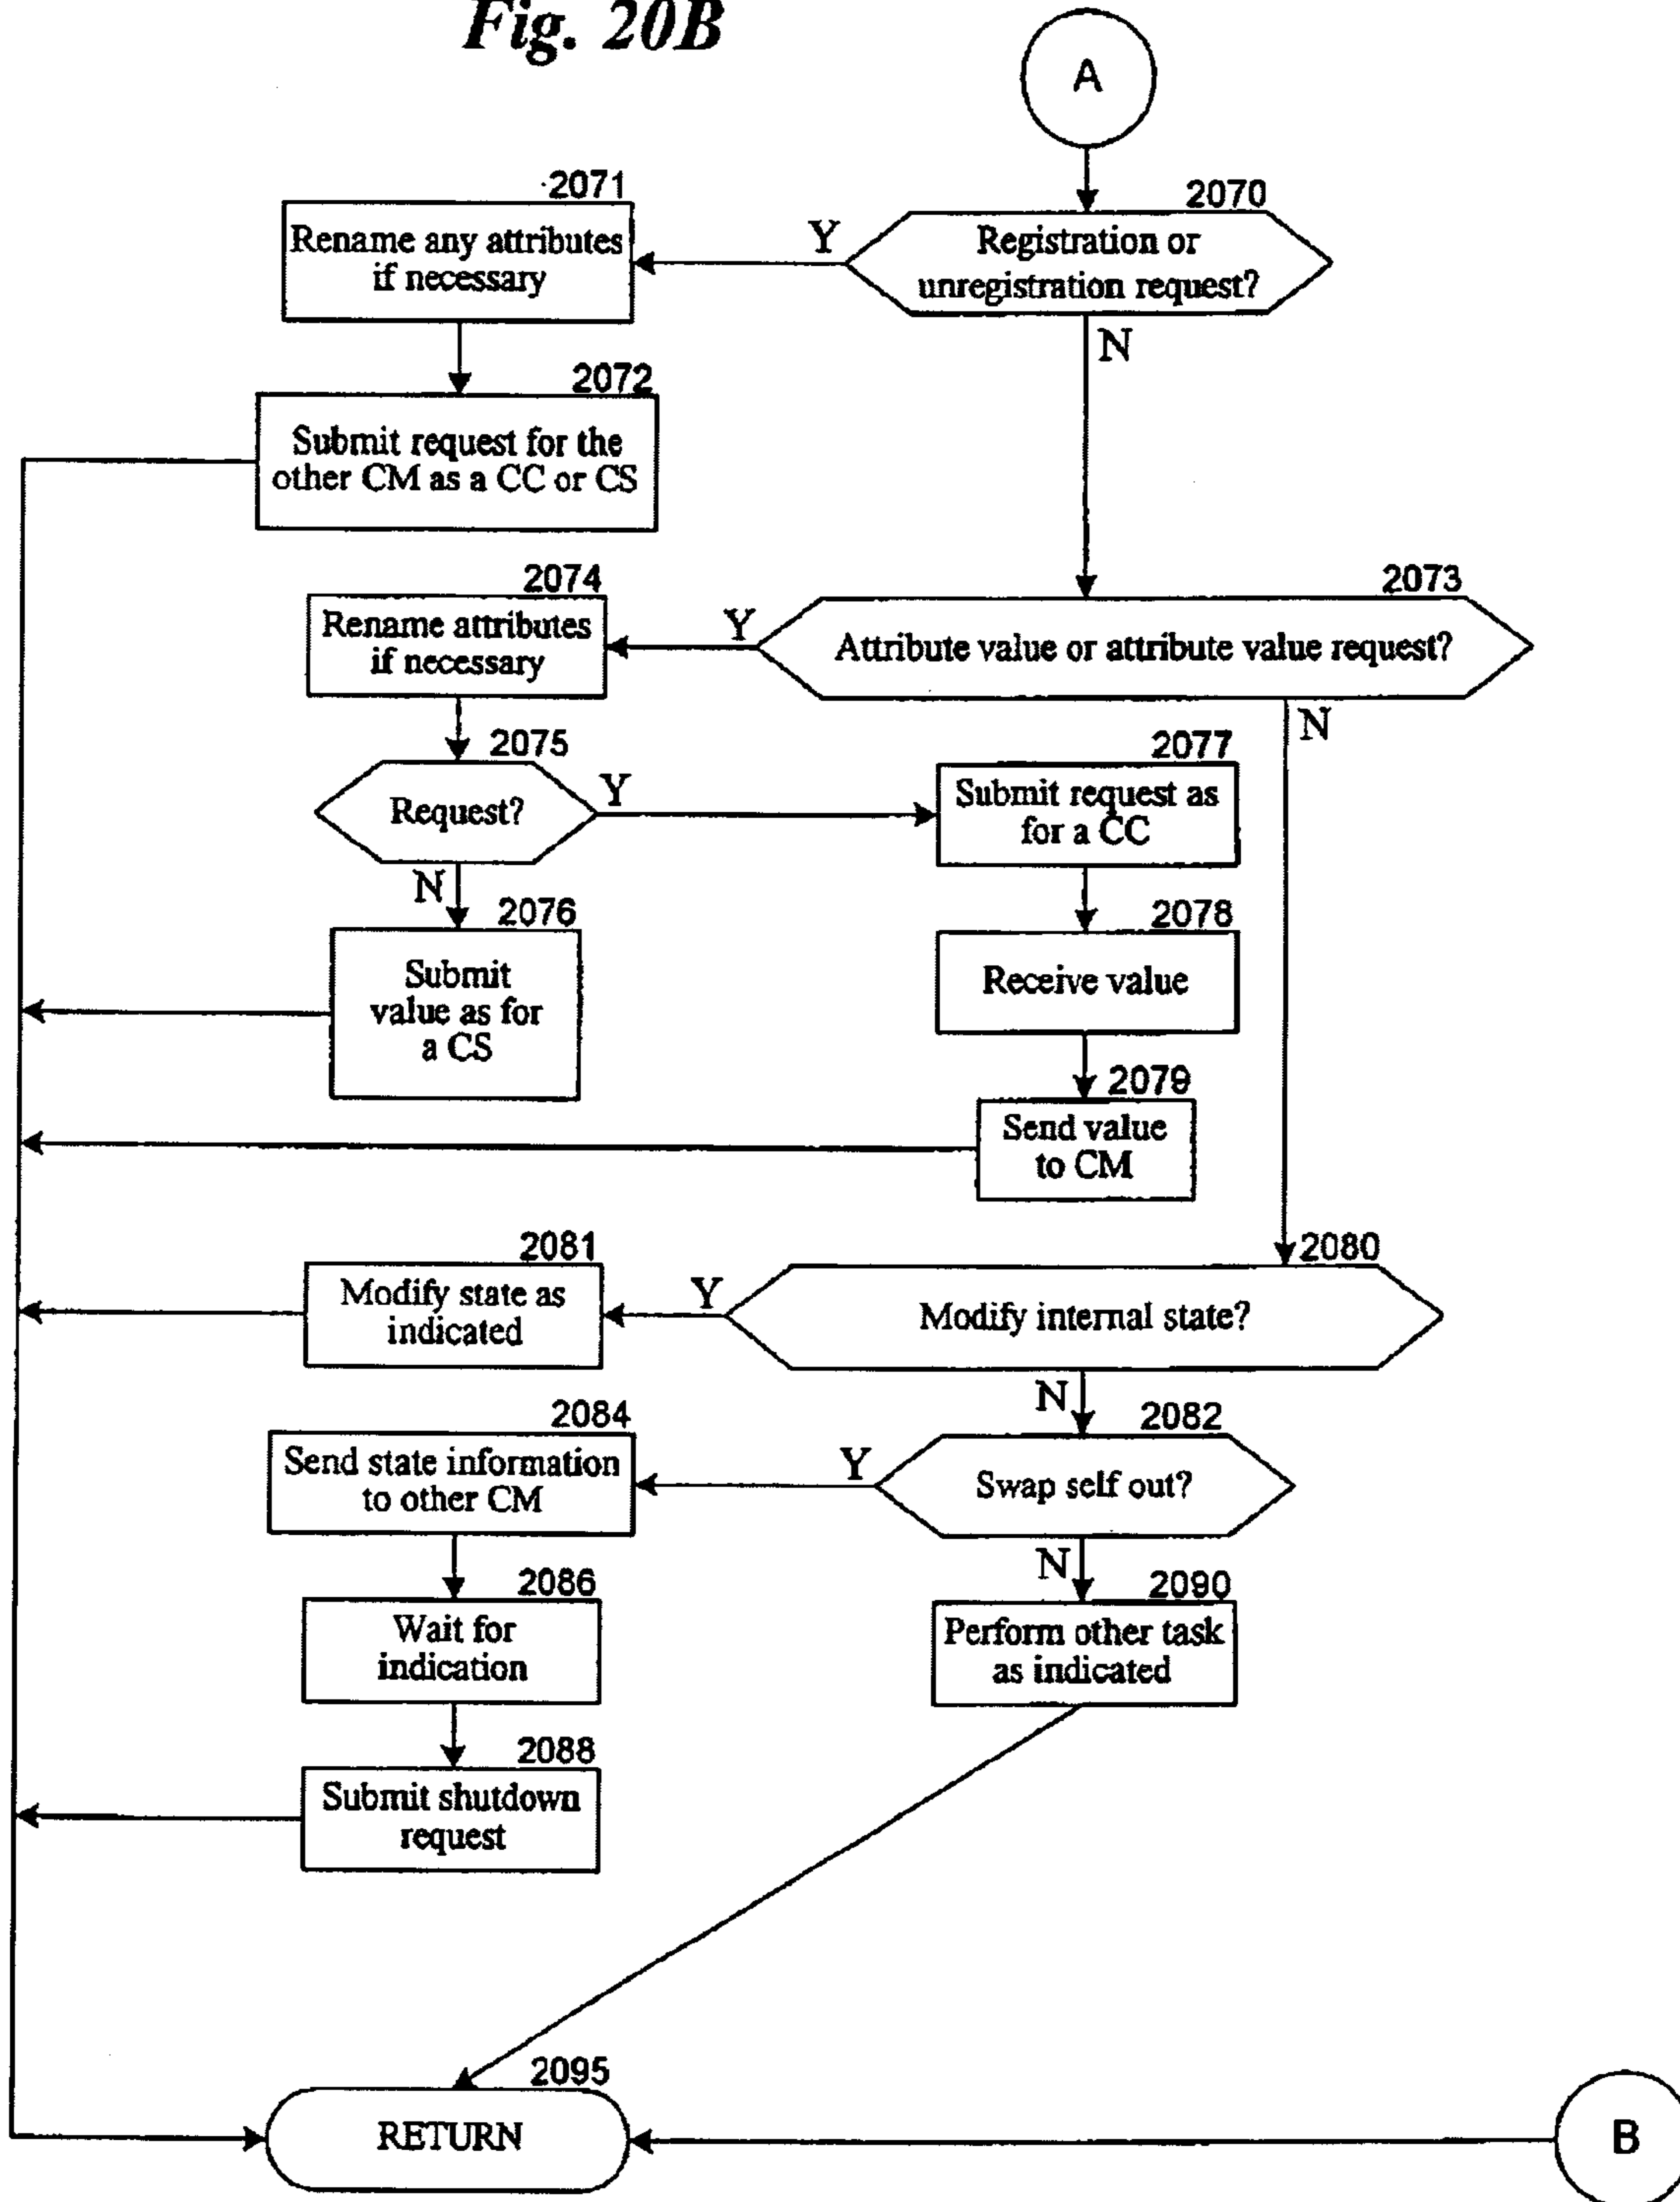 Fig. 20B
A
2070
Registration or
unregistration request?
Y
N
2071
Rename any attributes
if necessary
2072
Submit request for the
other CM as a CC or CS
2073
Attribute value or attribute value request?
Y
N
2074
Rename attributes
if necessary
2075
Request?
Y
N
2076
Submit
value as for
a CS
2077
Submit request as
for a CC
2078
Receive value
2079
Send value
to CM
2080
Modify internal state?
Y
N
2081
Modify state as
indicated
2082
Swap self out?
Y
N
2084
Send state information
to other CM
2086
Wait for
indication
2088
Submit shutdown
request
2090
Perform other task
as indicated
2095
RETURN
B